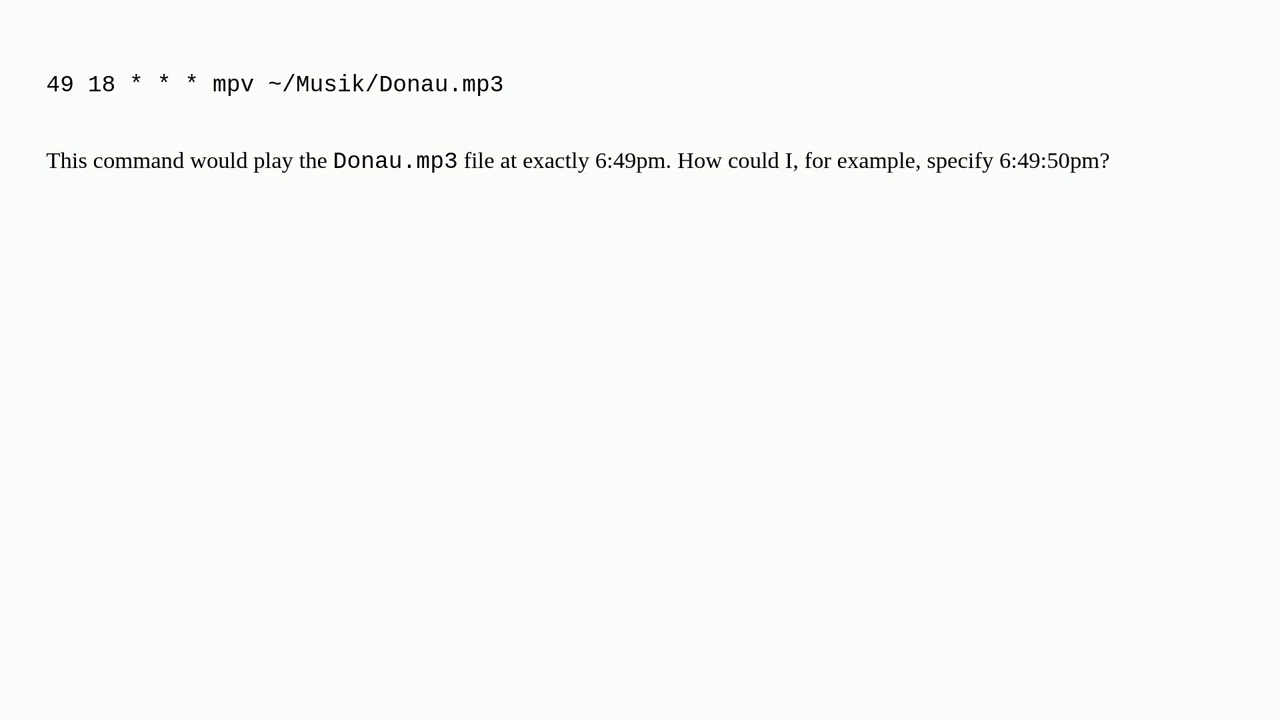 49 18 * * * mpv ~/Musik/Donau.mp3
This command would play the Donau.mp3 file at exactly 6:49pm. How could I, for example, specify 6:49:50pm?